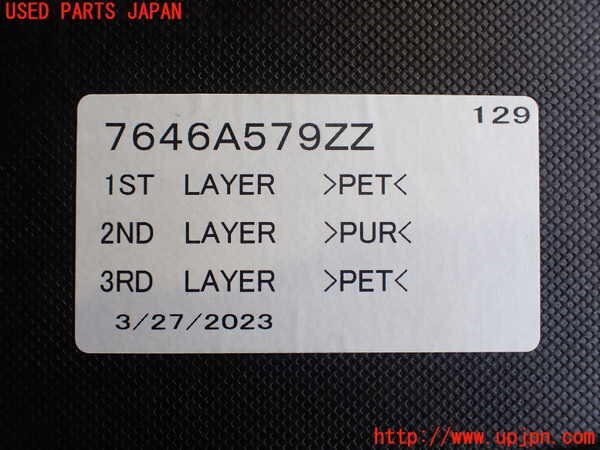 USED PARTS JAPAN
129
7646A579ZZ
1ST LAYER >PET<
2ND LAYER >PUR<
3RD LAYER >PET<
3/27/2023
http://www.upjpn.com/